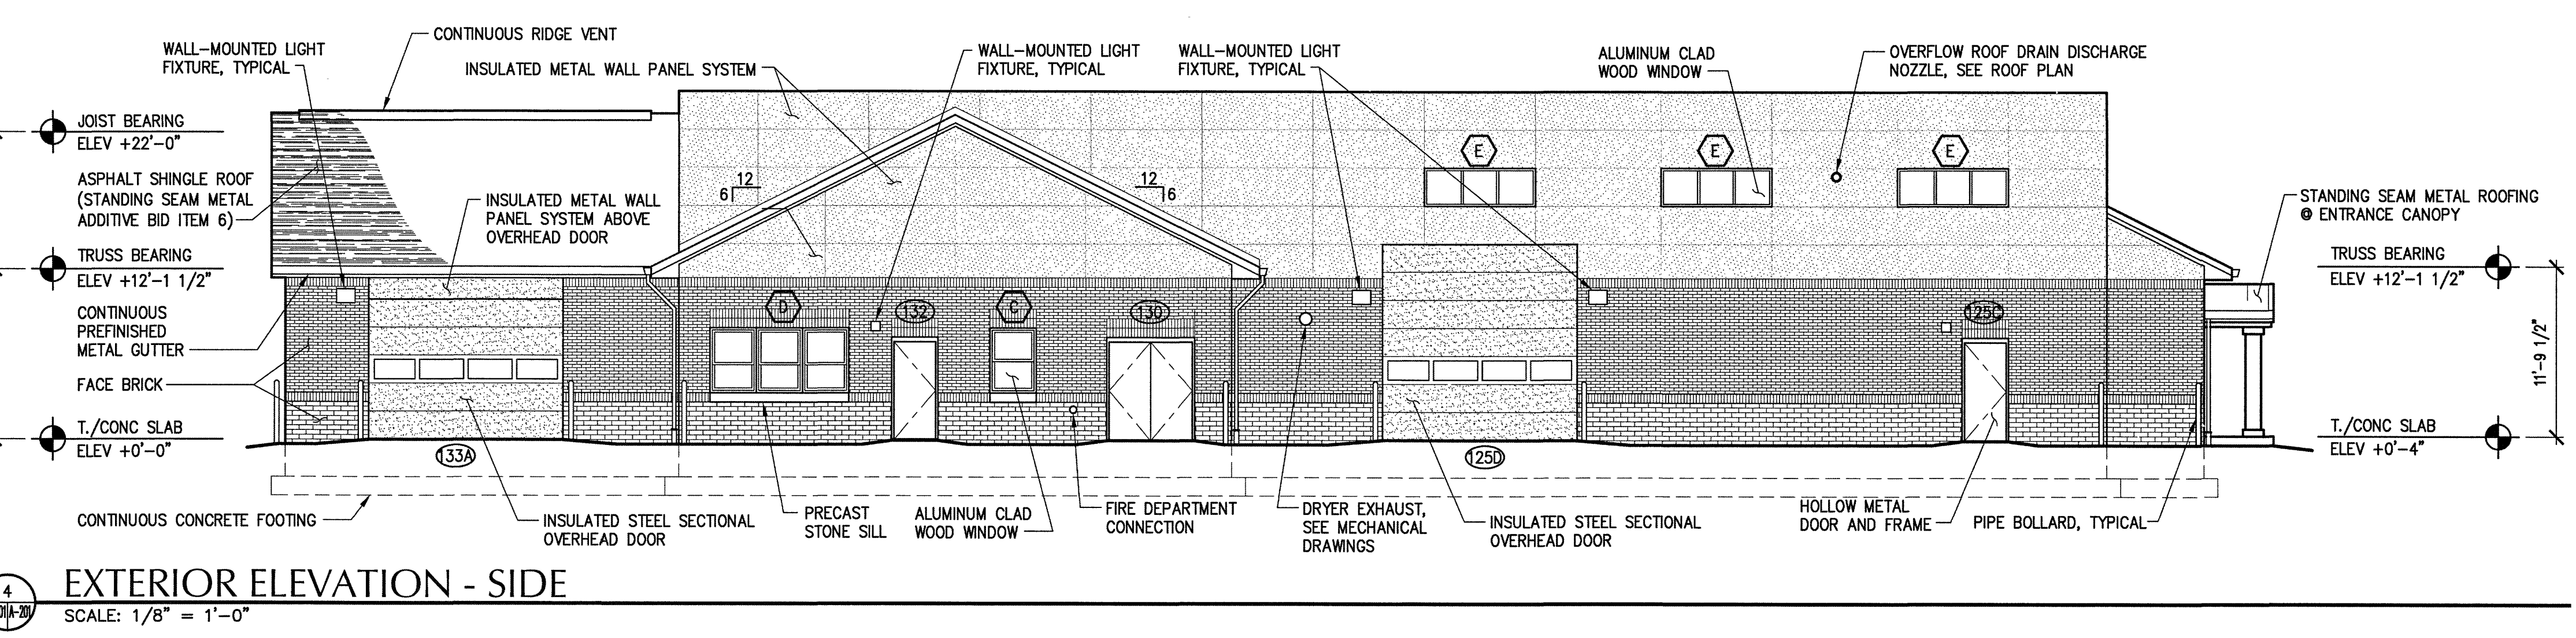 CONTINUOUS RIDGE VENT
WALL-MOUNTED LIGHT
FIXTURE, TYPICAL
INSULATED METAL WALL PANEL SYSTEM
WALL-MOUNTED LIGHT
FIXTURE, TYPICAL
WALL-MOUNTED LIGHT
FIXTURE, TYPICAL
ALUMINUM CLAD
WOOD WINDOW
OVERFLOW ROOF DRAIN DISCHARGE
NOZZLE, SEE ROOF PLAN
JOIST BEARING
ELEV +22'-0"
ASPHALT SHINGLE ROOF
(STANDING SEAM METAL
ADDITIVE BID ITEM 6)
INSULATED METAL WALL
PANEL SYSTEM ABOVE
OVERHEAD DOOR
12
6
12
6
E
E
E
STANDING SEAM METAL ROOFING
@ ENTRANCE CANOPY
TRUSS BEARING
ELEV +12'-1 1/2"
TRUSS BEARING
ELEV +12'-1 1/2"
CONTINUOUS
PREFINISHED
METAL GUTTER
D
132
C
130
125C
11'-9 1/2"
FACE BRICK
T./CONC SLAB
ELEV +0'-0"
T./CONC SLAB
ELEV +0'-4"
133A
125D
CONTINUOUS CONCRETE FOOTING
INSULATED STEEL SECTIONAL
OVERHEAD DOOR
PRECAST
STONE SILL
ALUMINUM CLAD
WOOD WINDOW
FIRE DEPARTMENT
CONNECTION
DRYER EXHAUST,
SEE MECHANICAL
DRAWINGS
INSULATED STEEL SECTIONAL
OVERHEAD DOOR
HOLLOW METAL
DOOR AND FRAME
PIPE BOLLARD, TYPICAL
4
A-201
EXTERIOR ELEVATION - SIDE
SCALE: 1/8" = 1'-0"